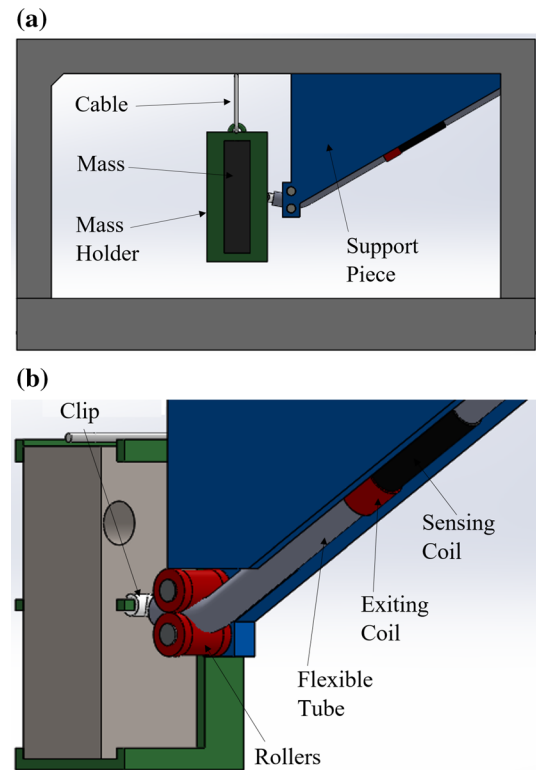 (a)
Cable
Mass
Mass
Holder
Support
Piece
(b)
Clip
Sensing
Coil
Exiting
Coil
Flexible
Tube
Rollers